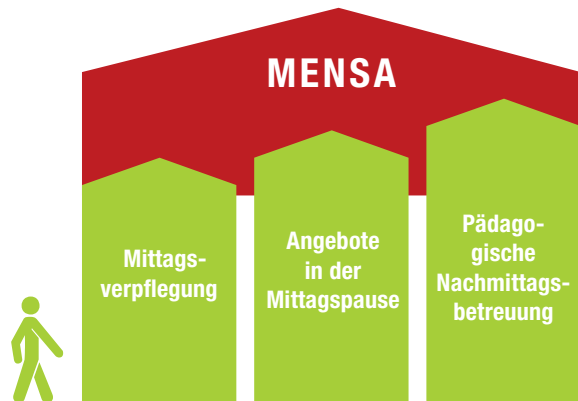 MENSA
Mittags-
verpflegung
Angebote
in der
Mittagspause
Pädago-
gische
Nachmittags-
betreuung